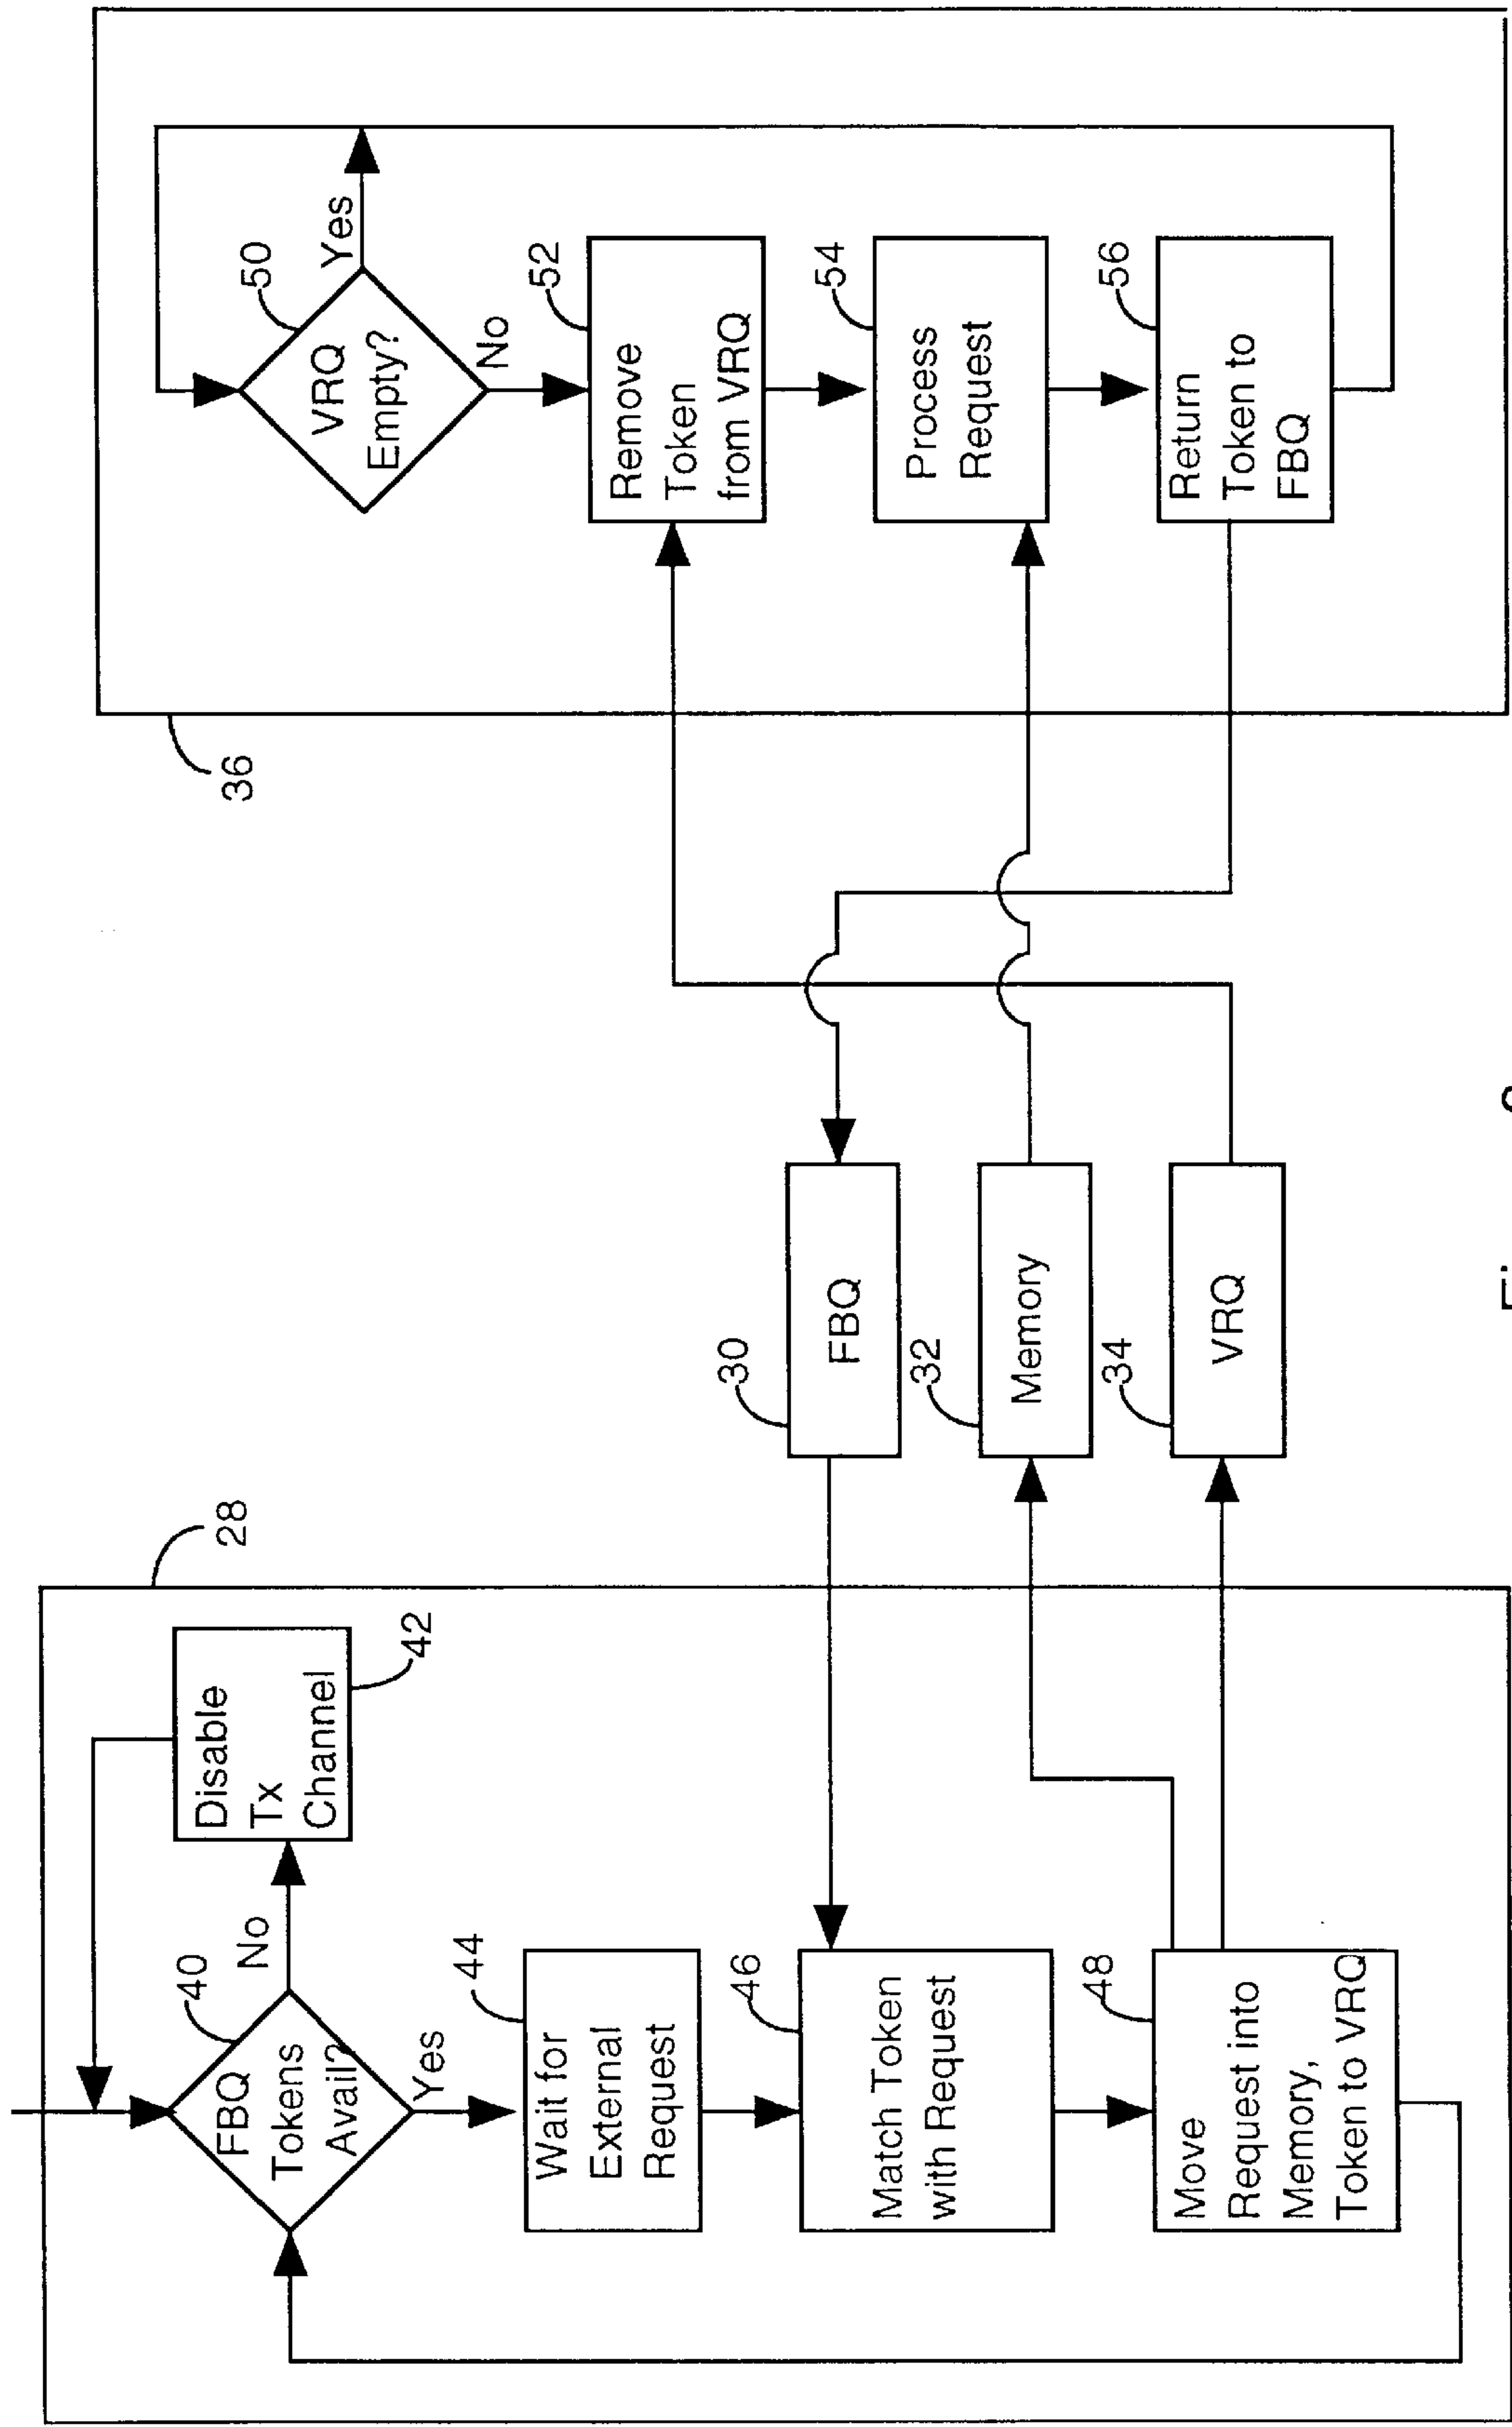 28
40
FBQ
Tokens
Avail?
No
Yes
Disable
Tx
Channel
42
44
Wait for
External
Request
46
Match Token
with Request
48
Move
Request into
Memory,
Token to VRQ
30
FBQ
32
Memory
34
VRQ
36
50
VRQ
Empty?
Yes
No
52
Remove
Token
from VRQ
54
Process
Request
56
Return
Token to
FBQ